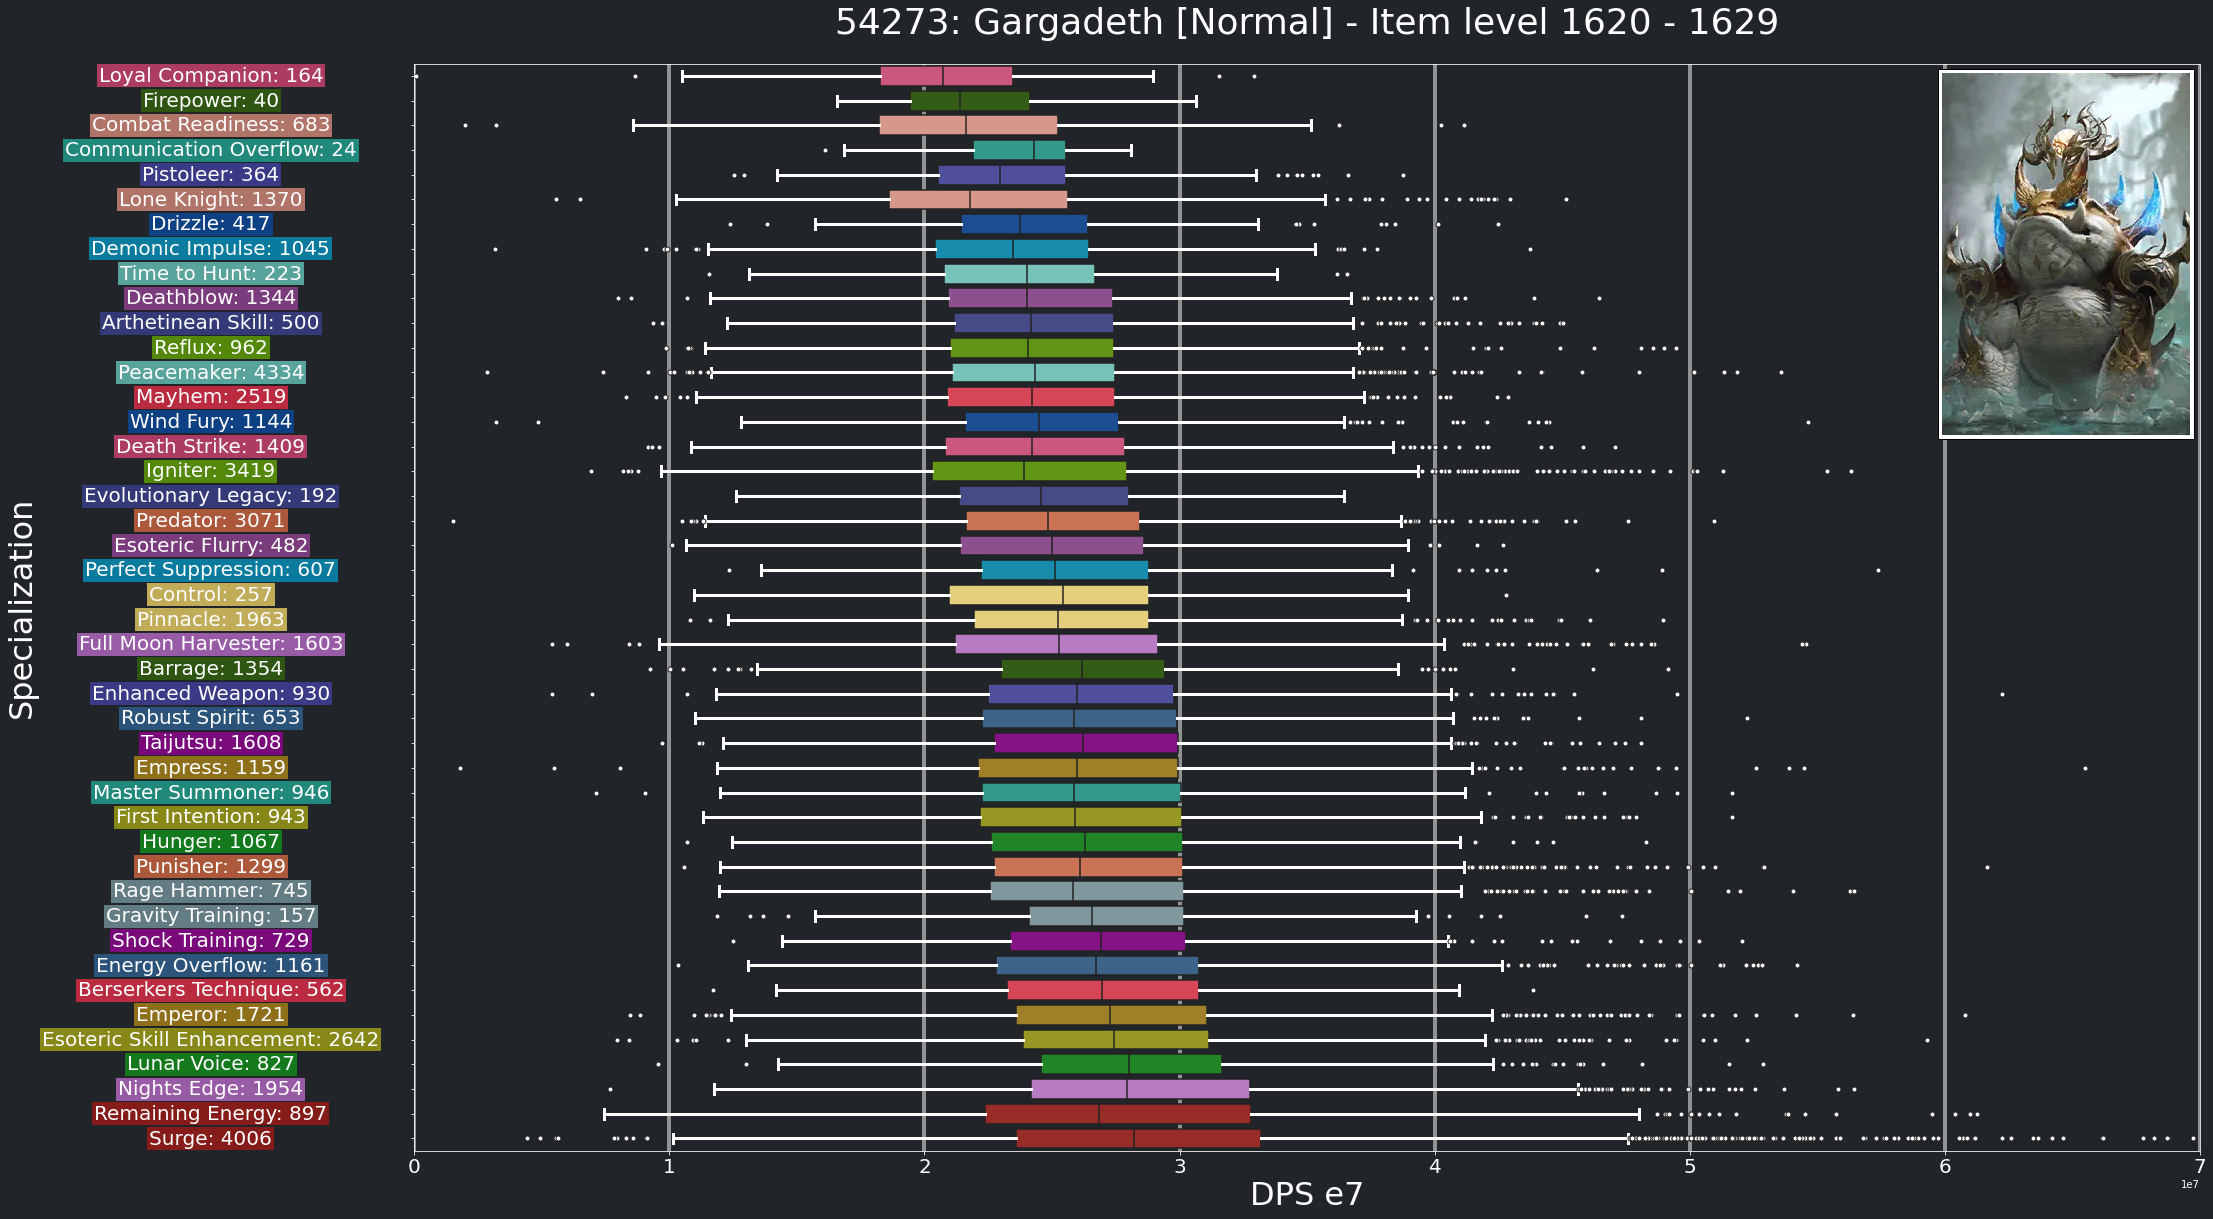 54273: Gargadeth [Normal] - Item level 1620 - 1629
Specialization
Loyal Companion: 164
Firepower: 40
Combat Readiness: 683
Communication Overflow: 24
Pistoleer: 364
Lone Knight: 1370
Drizzle: 417
Demonic Impulse: 1045
Time to Hunt: 223
Deathblow: 1344
Arthetinean Skill: 500
Reflux: 962
Peacemaker: 4334
Mayhem: 2519
Wind Fury: 1144
Death Strike: 1409
Igniter: 3419
Evolutionary Legacy: 192
Predator: 3071
Esoteric Flurry: 482
Perfect Suppression: 607
Control: 257
Pinnacle: 1963
Full Moon Harvester: 1603
Barrage: 1354
Enhanced Weapon: 930
Robust Spirit: 653
Taijutsu: 1608
Empress: 1159
Master Summoner: 946
First Intention: 943
Hunger: 1067
Punisher: 1299
Rage Hammer: 745
Gravity Training: 157
Shock Training: 729
Energy Overflow: 1161
Berserkers Technique: 562
Emperor: 1721
Esoteric Skill Enhancement: 2642
Lunar Voice: 827
Nights Edge: 1954
Remaining Energy: 897
Surge: 4006
0 1 2 3 4 5 6 7
1e7
DPS e7